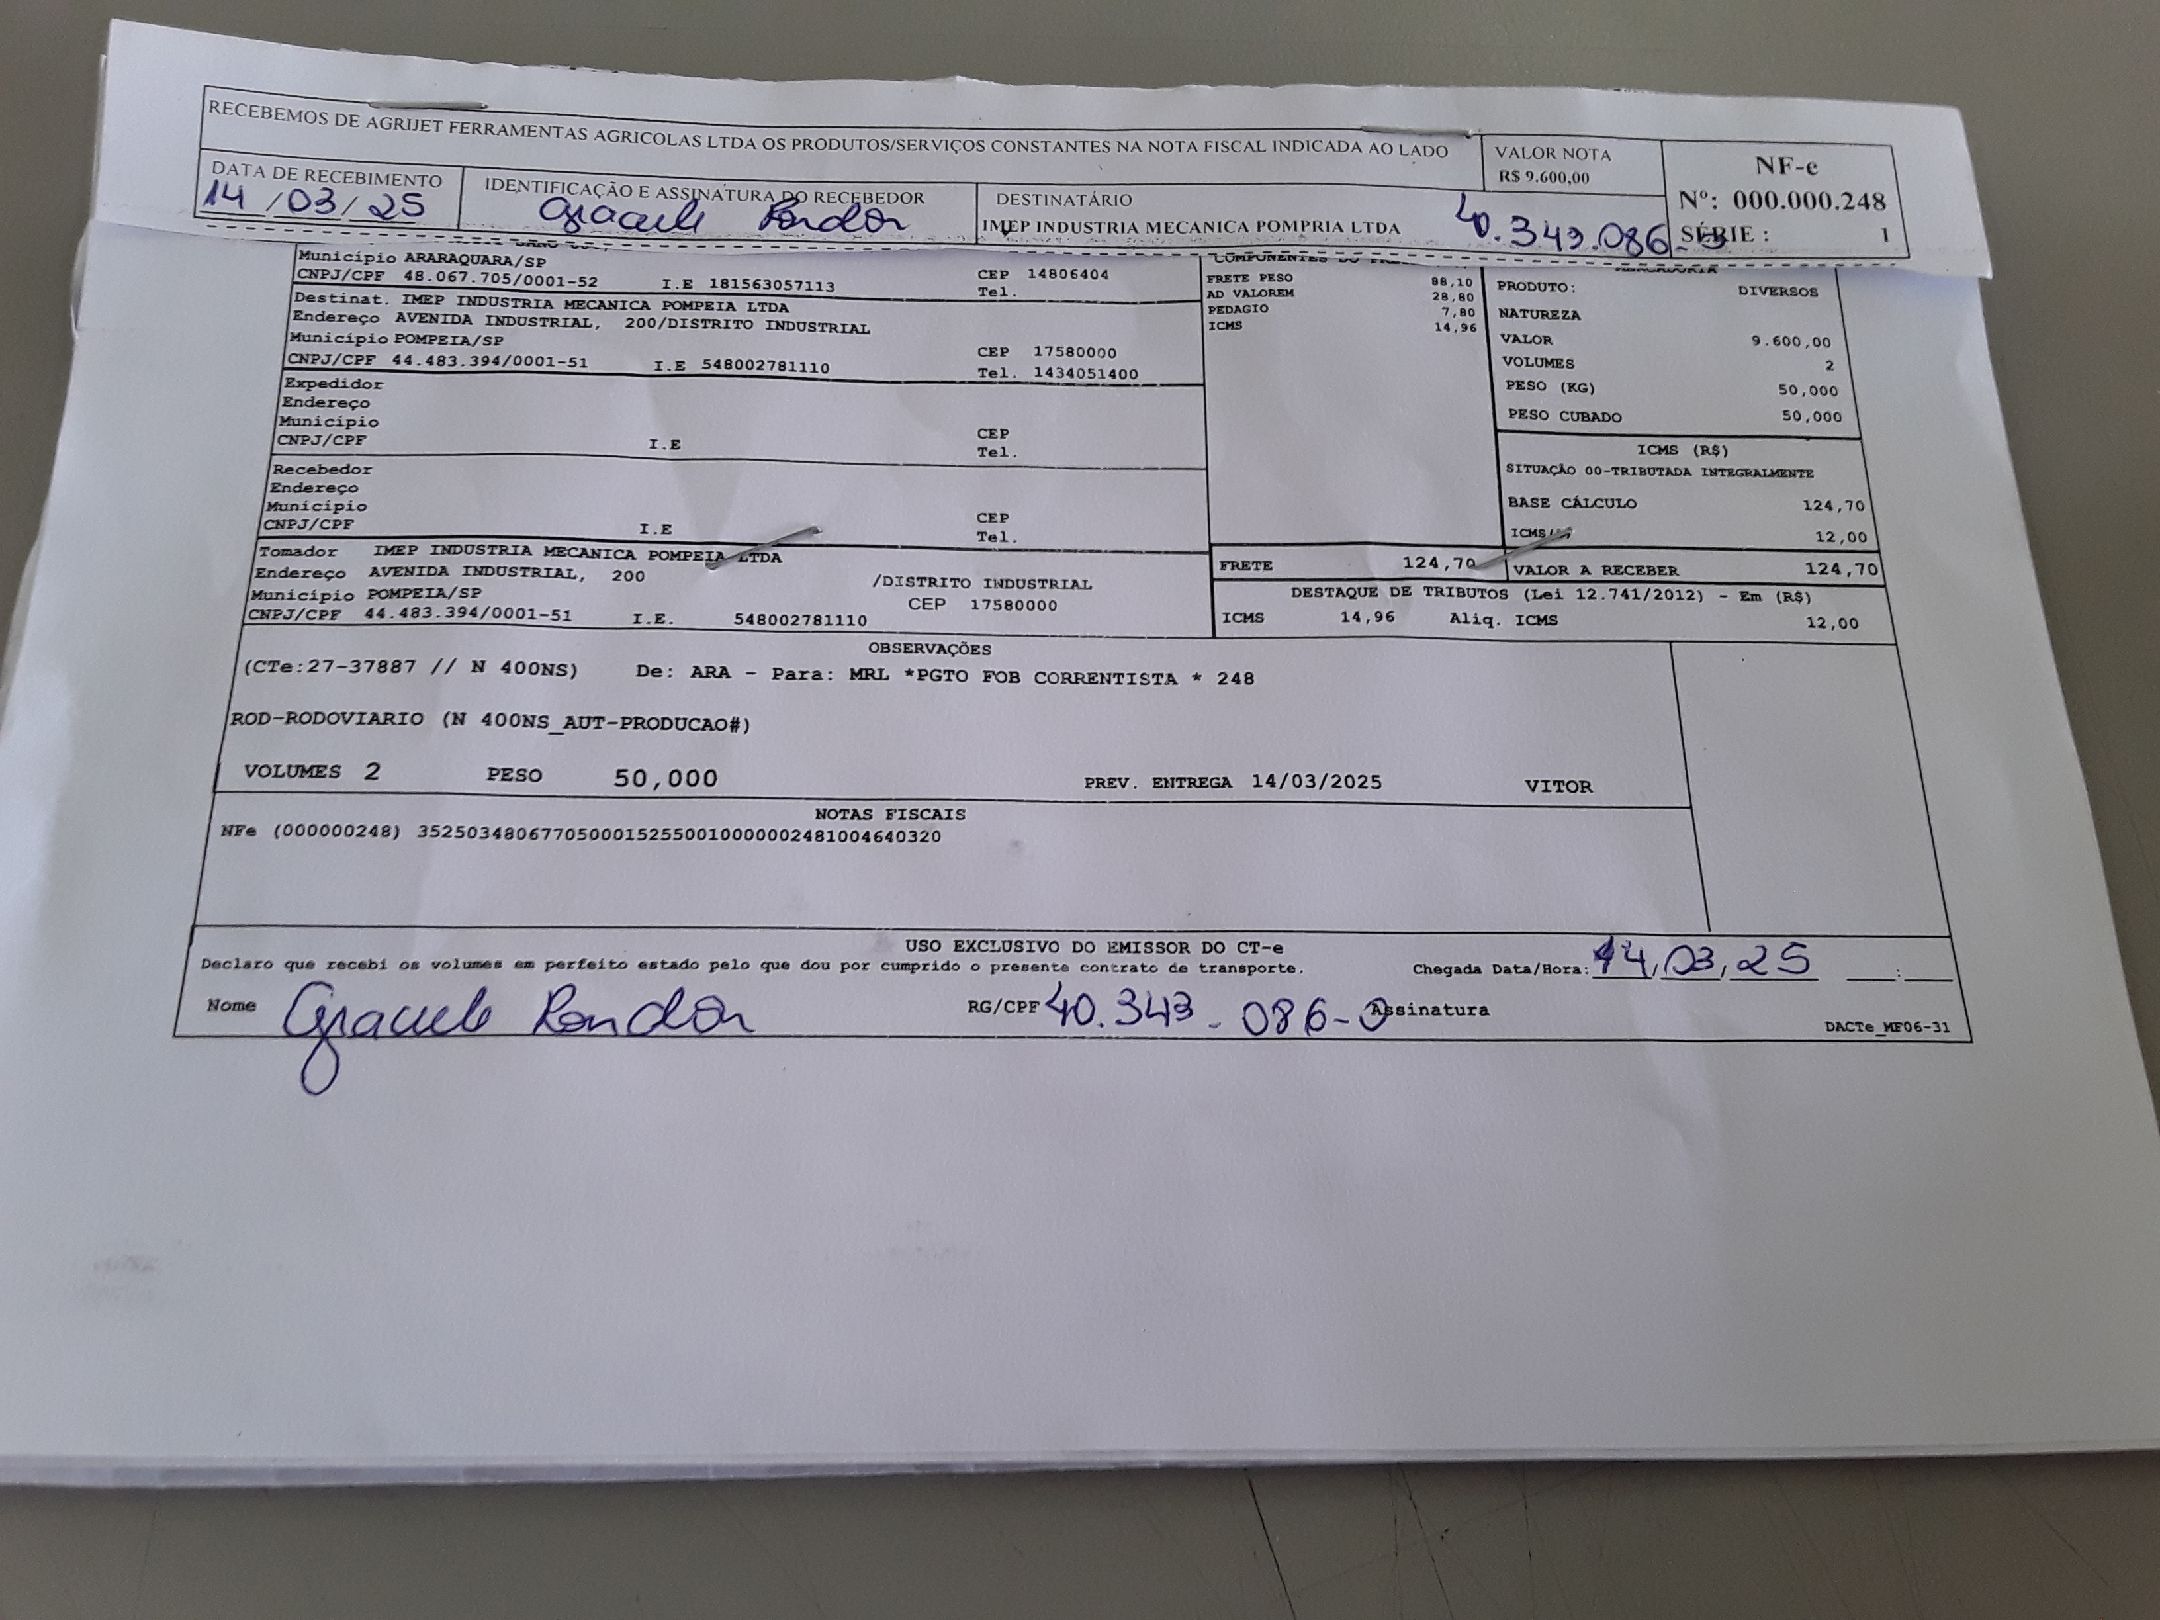 RECEBEMOS DE AGRIJET FERRAMENTAS AGRICOLAS LTDA OS PRODUTOS/SERVIÇOS CONSTANTES NA NOTA FISCAL INDICADA AO LADO
VALOR NOTA
R$ 9.600,00
NF-e
Nº: 000.000.248
SÉRIE : 1
DATA DE RECEBIMENTO
14/03/25
IDENTIFICAÇÃO E ASSINATURA DO RECEBEDOR
DESTINATÁRIO
IMEP INDUSTRIA MECANICA POMPRIA LTDA
40.343.086-
Município ARARAQUARA/SP
CNPJ/CPF 48.067.705/0001-52 I.E 181563057113
CEP 14806404
Tel.
Destinat. IMEP INDUSTRIA MECANICA POMPEIA LTDA
Endereço AVENIDA INDUSTRIAL, 200/DISTRITO INDUSTRIAL
Município POMPEIA/SP
CEP 17580000
CNPJ/CPF 44.483.394/0001-51 I.E 548002781110
Tel. 1434051400
Expedidor
Endereço
Município
CEP
CNPJ/CPF I.E
Tel.
Recebedor
Endereço
Município
CEP
CNPJ/CPF I.E
Tel.
Tomador IMEP INDUSTRIA MECANICA POMPEIA LTDA
Endereço AVENIDA INDUSTRIAL, 200 /DISTRITO INDUSTRIAL
Município POMPEIA/SP CEP 17580000
CNPJ/CPF 44.483.394/0001-51 I.E. 548002781110
COMPONENTES DO
FRETE PESO 88,10
AD VALOREM 28,80
PEDAGIO 7,80
ICMS 14,96
MERCADORIA
PRODUTO: DIVERSOS
NATUREZA
VALOR 9.600,00
VOLUMES 2
PESO (KG) 50,000
PESO CUBADO 50,000
ICMS (R$)
SITUAÇÃO 00-TRIBUTADA INTEGRALMENTE
BASE CÁLCULO 124,70
ICMS/% 12,00
FRETE 124,70
VALOR A RECEBER 124,70
DESTAQUE DE TRIBUTOS (Lei 12.741/2012) - Em (R$)
ICMS 14,96 Aliq. ICMS 12,00
OBSERVAÇÕES
(CTe:27-37887 // N 400NS) De: ARA - Para: MRL *PGTO FOB CORRENTISTA * 248
ROD-RODOVIARIO (N 400NS_AUT-PRODUCAO#)
VOLUMES 2 PESO 50,000 PREV. ENTREGA 14/03/2025 VITOR
NOTAS FISCAIS
NFe (000000248) 35250348067705000152550010000002481004640320
USO EXCLUSIVO DO EMISSOR DO CT-e
Declaro que recebi os volumes em perfeito estado pelo que dou por cumprido o presente contrato de transporte.
Chegada Data/Hora: 14/03/25 __:__
Nome
RG/CPF 40.343-086-0 Assinatura
DACTe_MF06-31